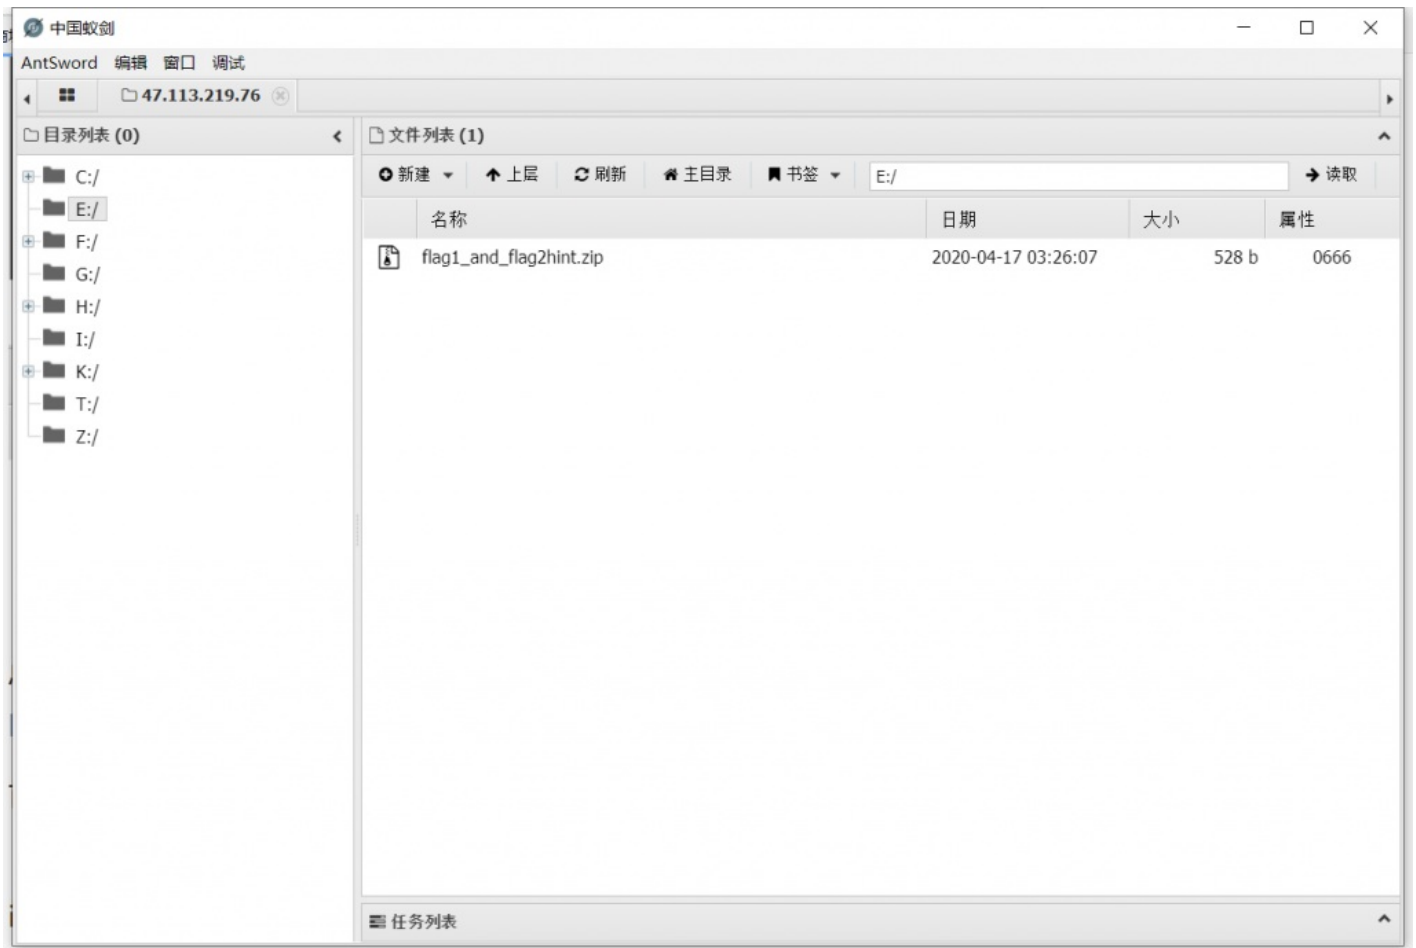 中国蚁剑
AntSword 编辑 窗口 调试
47.113.219.76
目录列表 (0)
文件列表 (1)
新建 上层 刷新 主目录 书签 E:/ 读取
名称 日期 大小 属性
flag1_and_flag2hint.zip 2020-04-17 03:26:07 528 b 0666
C:/
E:/
F:/
G:/
H:/
I:/
K:/
T:/
Z:/
任务列表